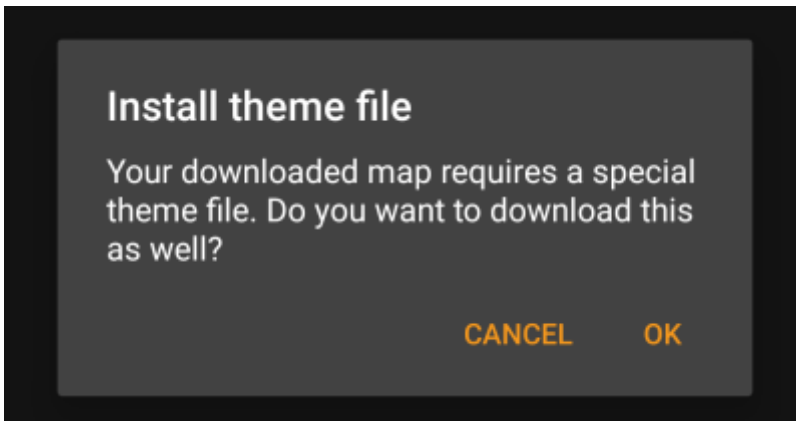 Install theme file
Your downloaded map requires a special
theme file. Do you want to download this
as well?
CANCEL OK